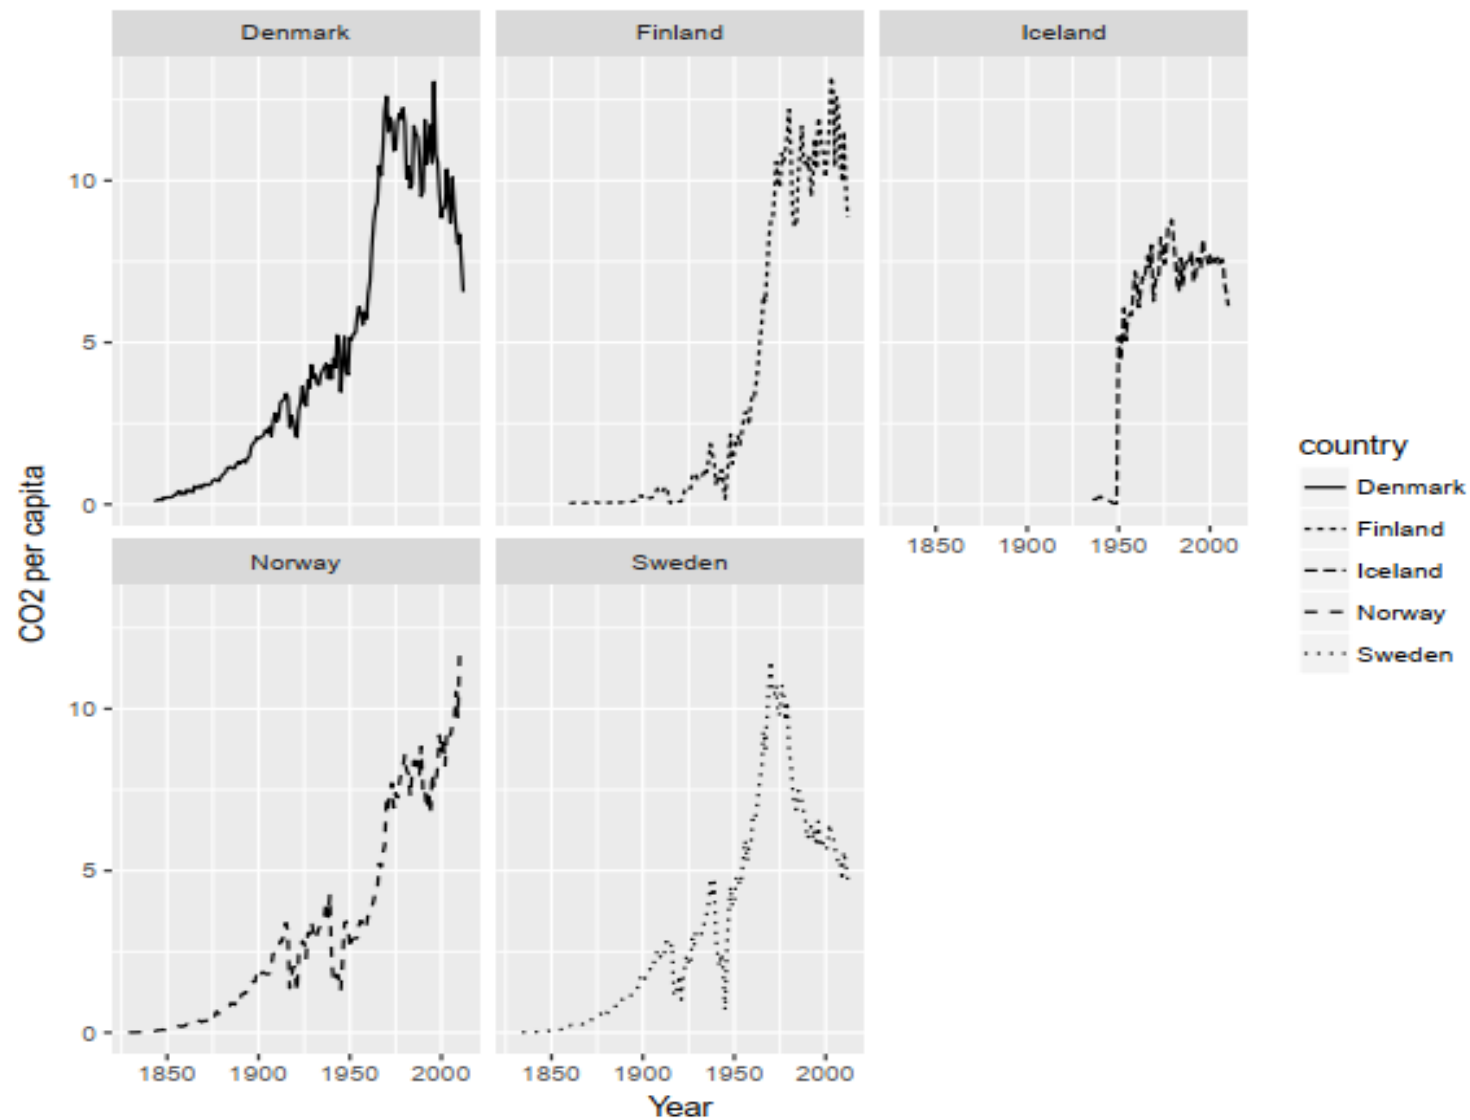 Denmark
Finland
Iceland
10
5
0
1850 1900 1950 2000
Norway
Sweden
10
5
0
1850 1900 1950 2000
1850 1900 1950 2000
Year
CO2 per capita
country
Denmark
Finland
Iceland
Norway
Sweden